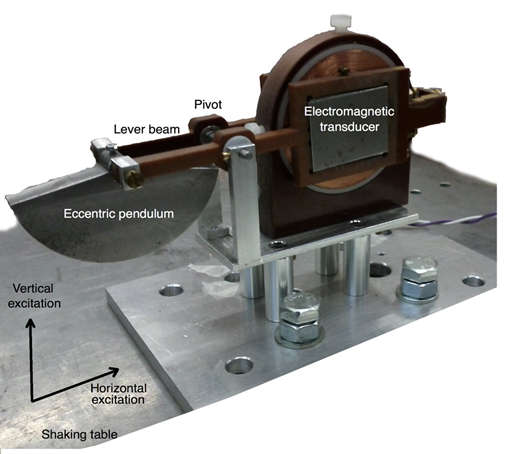 Pivot
Lever beam
Electromagnetic
transducer
Eccentric pendulum
Vertical
excitation
Horizontal
excitation
Shaking table